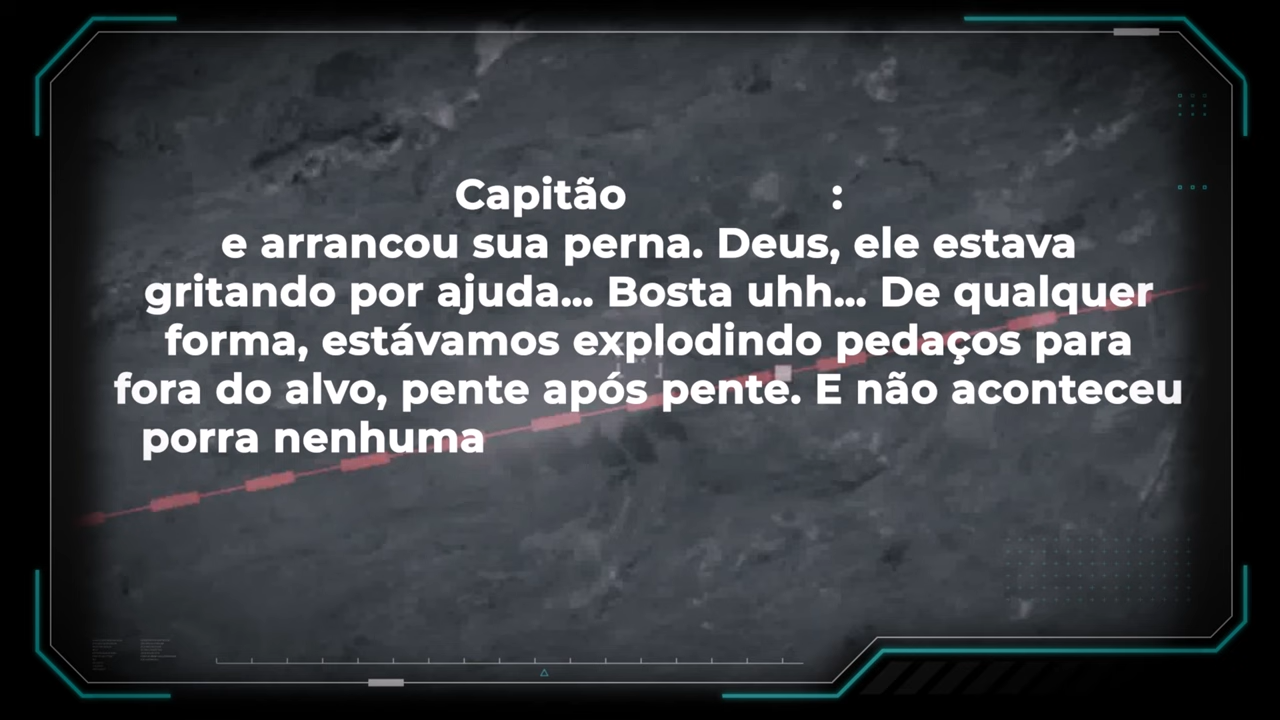 Capitão :
e arrancou sua perna. Deus, ele estava
gritando por ajuda... Bosta uhh... De qualquer
forma, estávamos explodindo pedaços para
fora do alvo, pente após pente. E não aconteceu
porra nenhuma